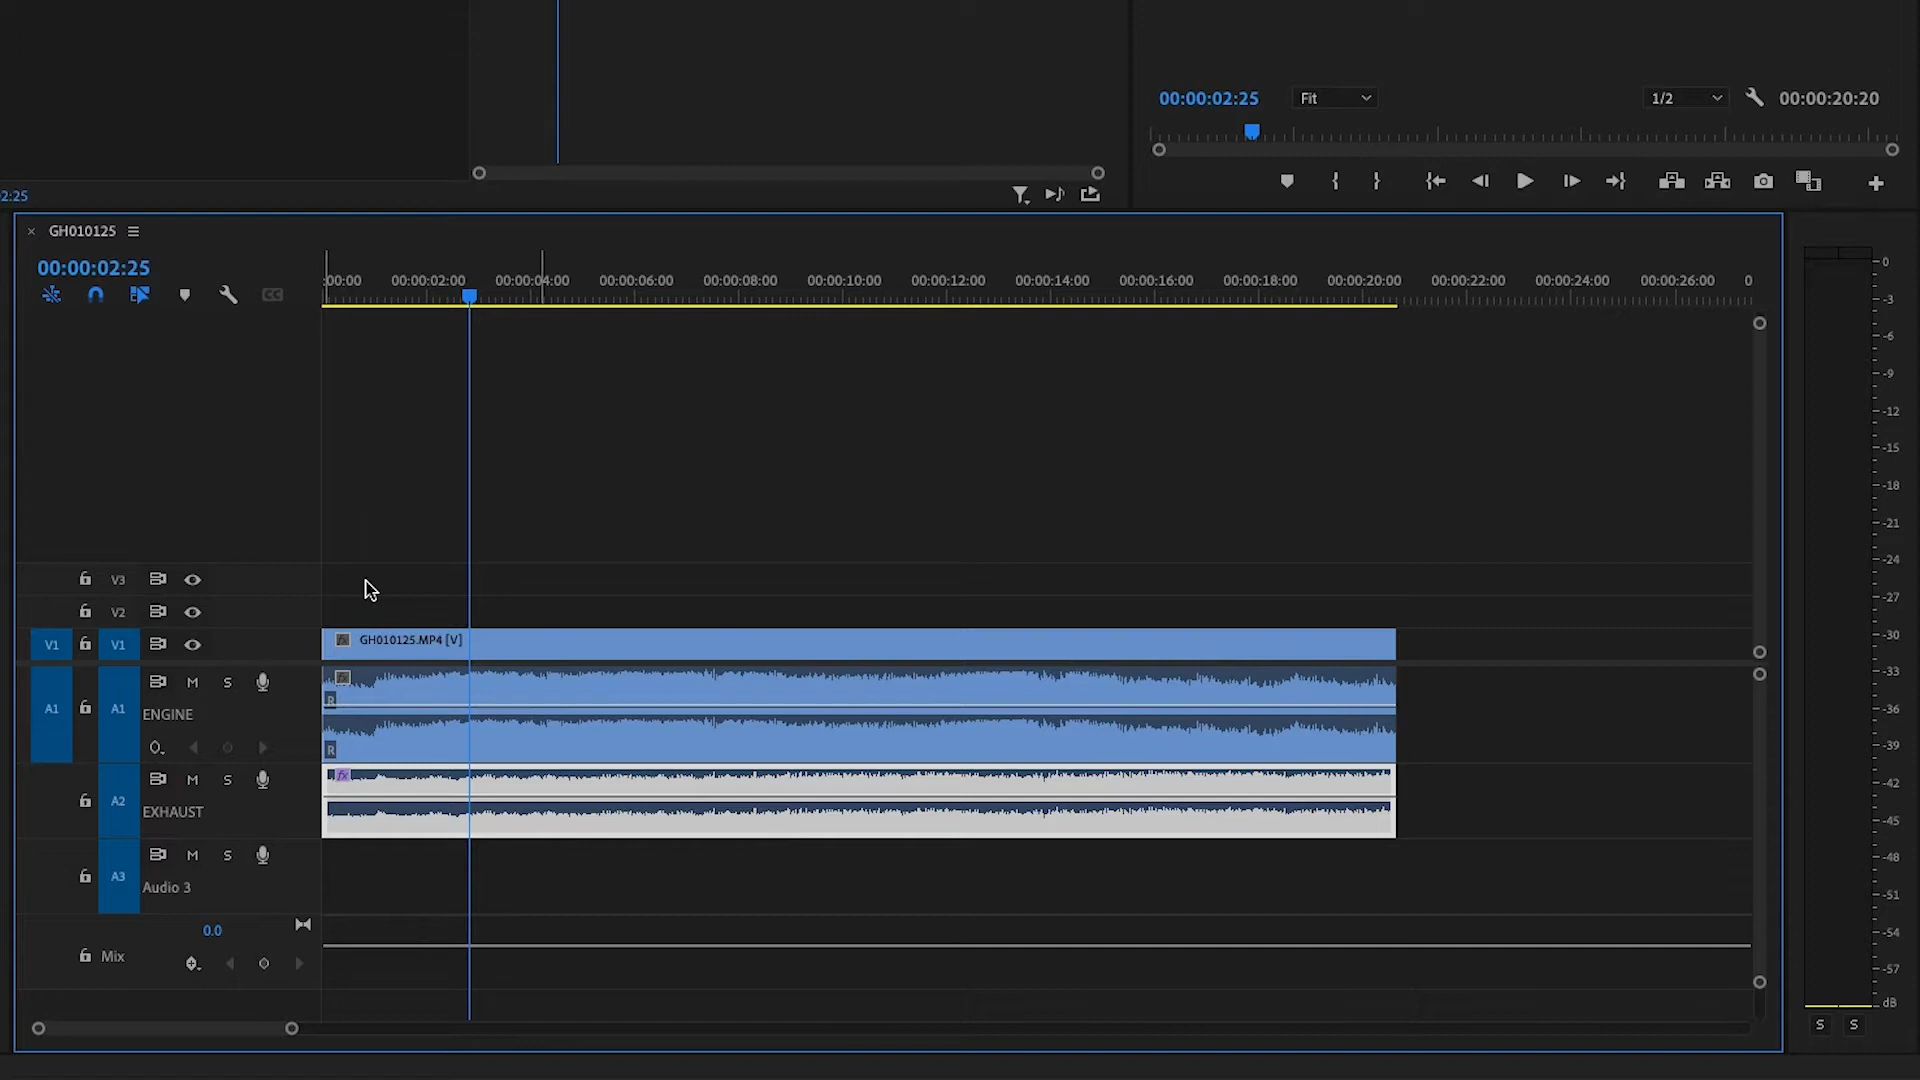 00:00:02:25
Fit
1/2
00:00:20:20
2:25
GH010125
00:00:02:25
:00:00
00:00:02:00
00:00:04:00
00:00:06:00
00:00:08:00
00:00:10:00
00:00:12:00
00:00:14:00
00:00:16:00
00:00:18:00
00:00:20:00
00:00:22:00
00:00:24:00
00:00:26:00
0
CC
V3
V2
V1
V1
fx
GH010125.MP4 [V]
A1
A1
M
S
ENGINE
fx
R
R
A2
M
S
EXHAUST
fx
A3
M
S
Audio 3
0.0
Mix
0
-3
-6
-9
-12
-15
-18
-21
-24
-27
-30
-33
-36
-39
-42
-45
-48
-51
-54
-57
dB
S
S